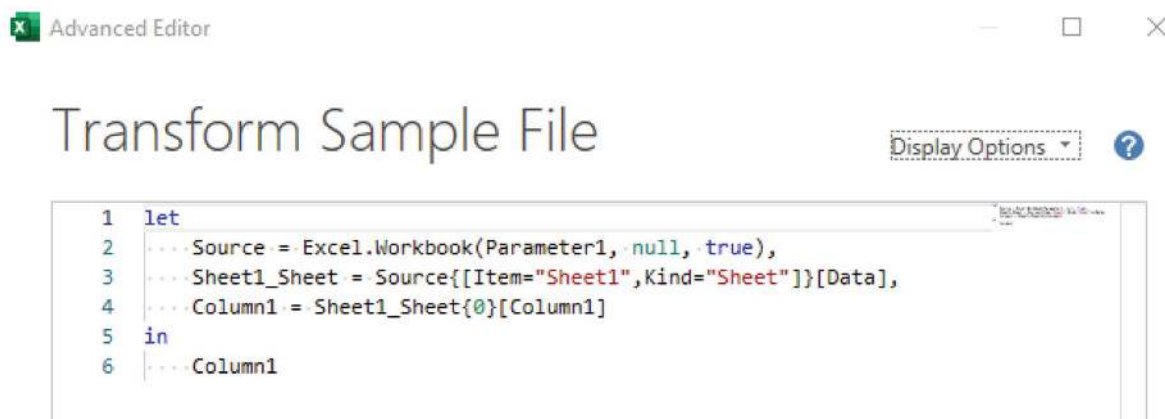 Advanced Editor
Transform Sample File
Display Options
1 let
2 Source = Excel.Workbook(Parameter1, null, true),
3 Sheet1_Sheet = Source{[Item="Sheet1",Kind="Sheet"]}[Data],
4 Column1 = Sheet1_Sheet{0}[Column1]
5 in
6 Column1